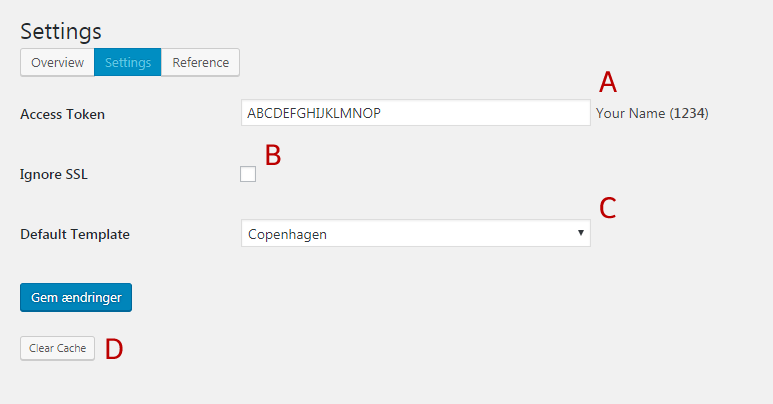 Settings
Overview Settings Reference
A
Access Token ABCDEFGHIJKLMNOP Your Name (1234)
B
Ignore SSL
C
Default Template Copenhagen
Gem ændringer
Clear Cache D